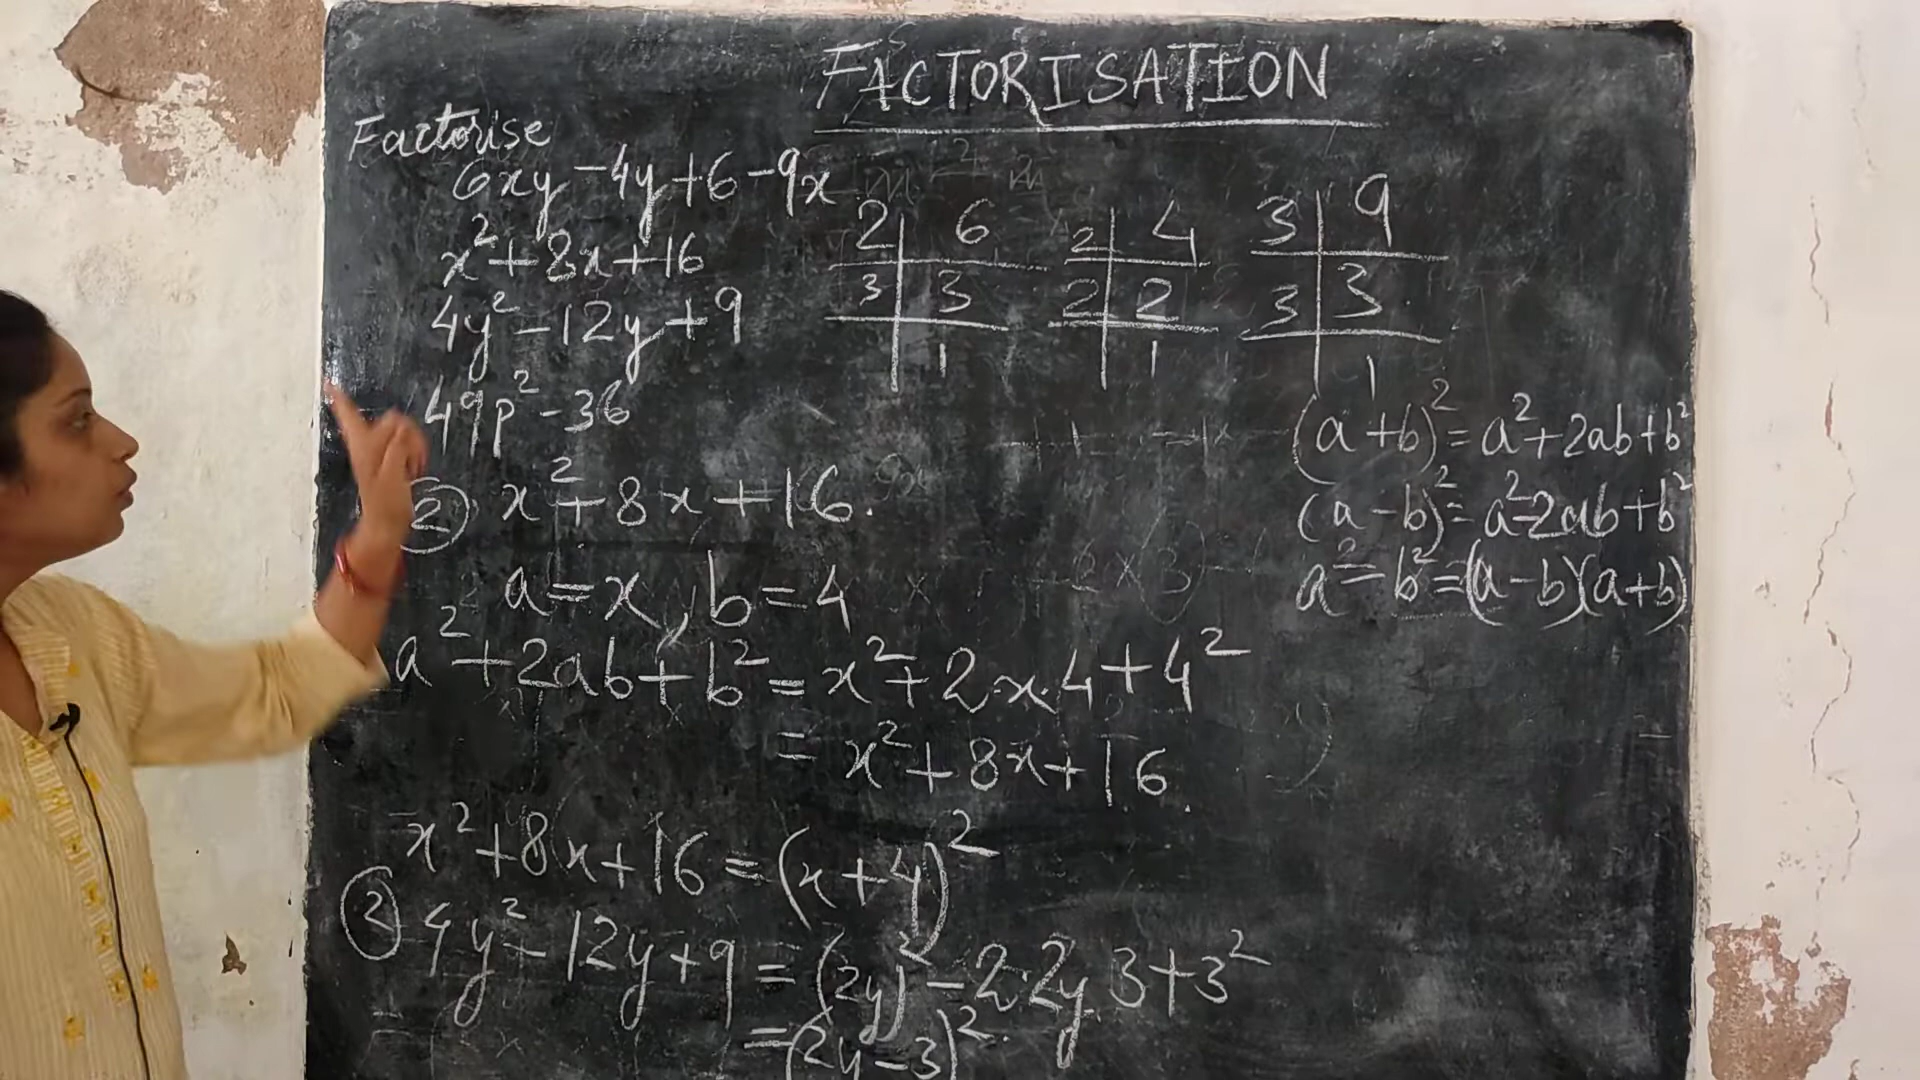 FACTORISATION
Factorise
6xy - 4y + 6 - 9x
x² + 8x + 16
4y² - 12y + 9
49p² - 36
2 | 6
3 | 3
| 1
2 | 4
2 | 2
| 1
3 | 9
3 | 3
| 1
(a + b)² = a² + 2ab + b²
(a - b)² = a² - 2ab + b²
a² - b² = (a - b)(a + b)
② x² + 8x + 16.
a = x, b = 4
a² + 2ab + b² = x² + 2·x·4 + 4²
= x² + 8x + 16.
x² + 8x + 16 = (x + 4)²
4y² - 12y + 9 = (2y)² - 2·2y 3 + 3²
= (2y - 3)².